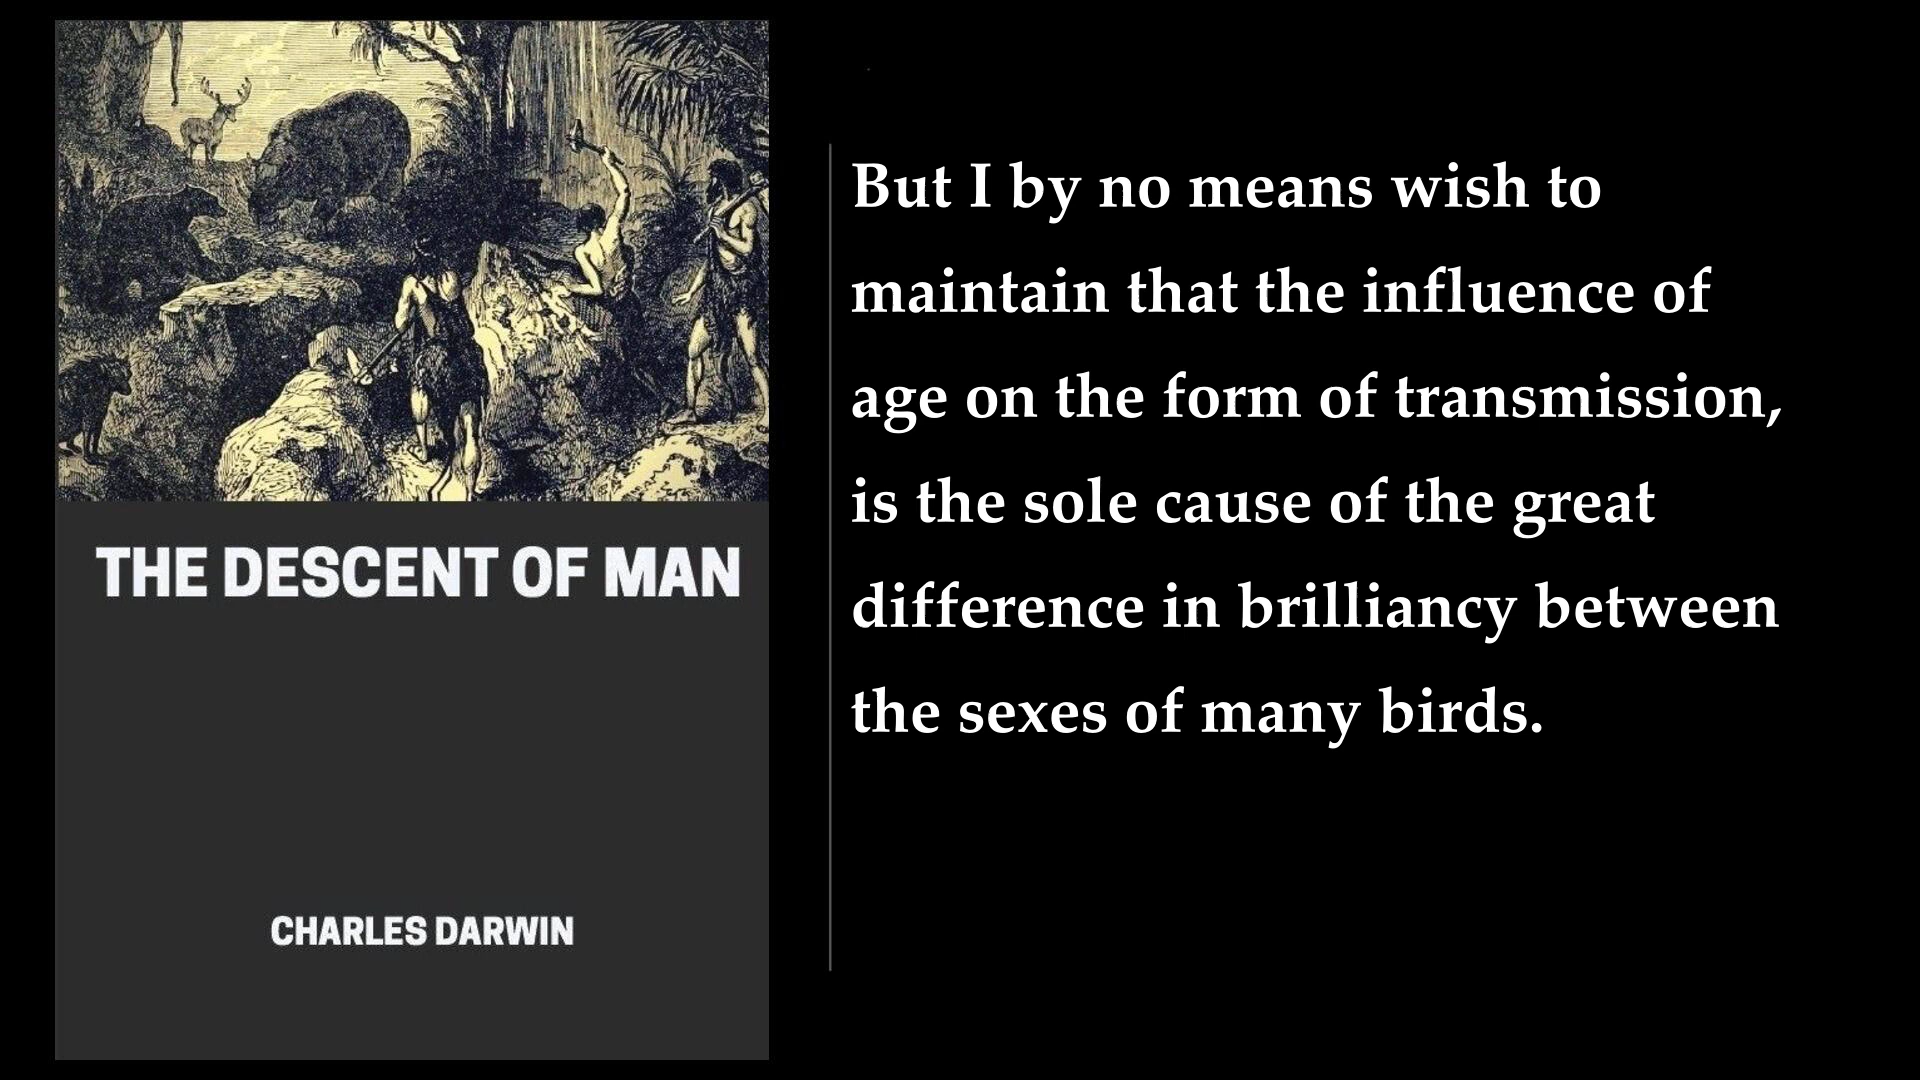 THE DESCENT OF MAN
CHARLES DARWIN
But I by no means wish to
maintain that the influence of
age on the form of transmission,
is the sole cause of the great
difference in brilliancy between
the sexes of many birds.